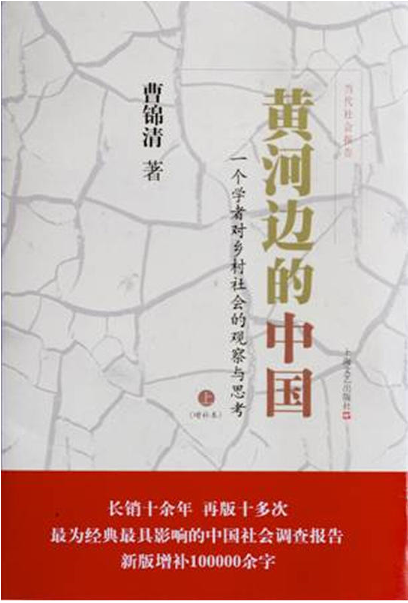 当代社会报告
黄河边的中国
一个学者对乡村社会的观察与思考
上
(增补本)
曹锦清 著
上海文艺出版社
长销十余年 再版十多次
最为经典最具影响的中国社会调查报告
新版增补100000余字